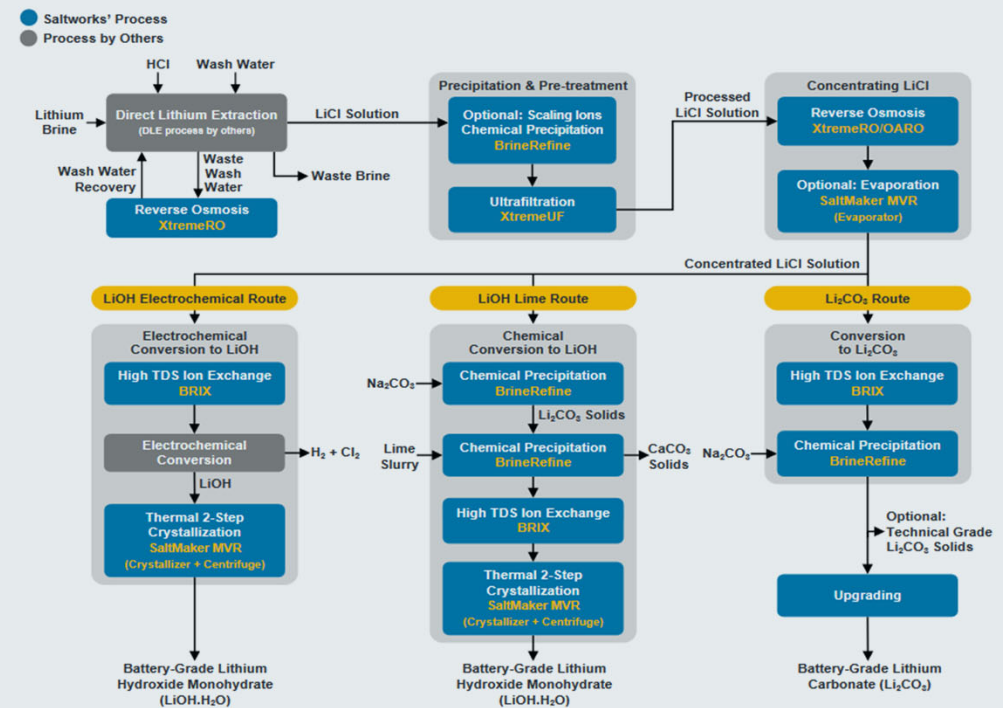 Saltworks' Process
Process by Others
HCl
Wash Water
Lithium
Brine
Direct Lithium Extraction
(DLE process by others)
LiCl Solution
Wash Water
Recovery
Waste
Wash
Water
Waste Brine
Reverse Osmosis
XtremeRO
Precipitation & Pre-treatment
Optional: Scaling Ions
Chemical Precipitation
BrineRefine
Ultrafiltration
XtremeUF
Processed
LiCl Solution
Concentrating LiCl
Reverse Osmosis
XtremeRO/OARO
Optional: Evaporation
SaltMaker MVR
(Evaporator)
Concentrated LiCl Solution
LiOH Electrochemical Route
Electrochemical
Conversion to LiOH
High TDS Ion Exchange
BRIX
Electrochemical
Conversion
H₂ + Cl₂
LiOH
Thermal 2-Step
Crystallization
SaltMaker MVR
(Crystallizer + Centrifuge)
Battery-Grade Lithium
Hydroxide Monohydrate
(LiOH.H₂O)
LiOH Lime Route
Chemical
Conversion to LiOH
Na₂CO₃
Chemical Precipitation
BrineRefine
Li₂CO₃ Solids
Lime
Slurry
Chemical Precipitation
BrineRefine
CaCO₃
Solids
High TDS Ion Exchange
BRIX
Thermal 2-Step
Crystallization
SaltMaker MVR
(Crystallizer + Centrifuge)
Battery-Grade Lithium
Hydroxide Monohydrate
(LiOH.H₂O)
Li₂CO₃ Route
Conversion
to Li₂CO₃
High TDS Ion Exchange
BRIX
Na₂CO₃
Chemical Precipitation
BrineRefine
Optional:
Technical Grade
Li₂CO₃ Solids
Upgrading
Battery-Grade Lithium
Carbonate (Li₂CO₃)